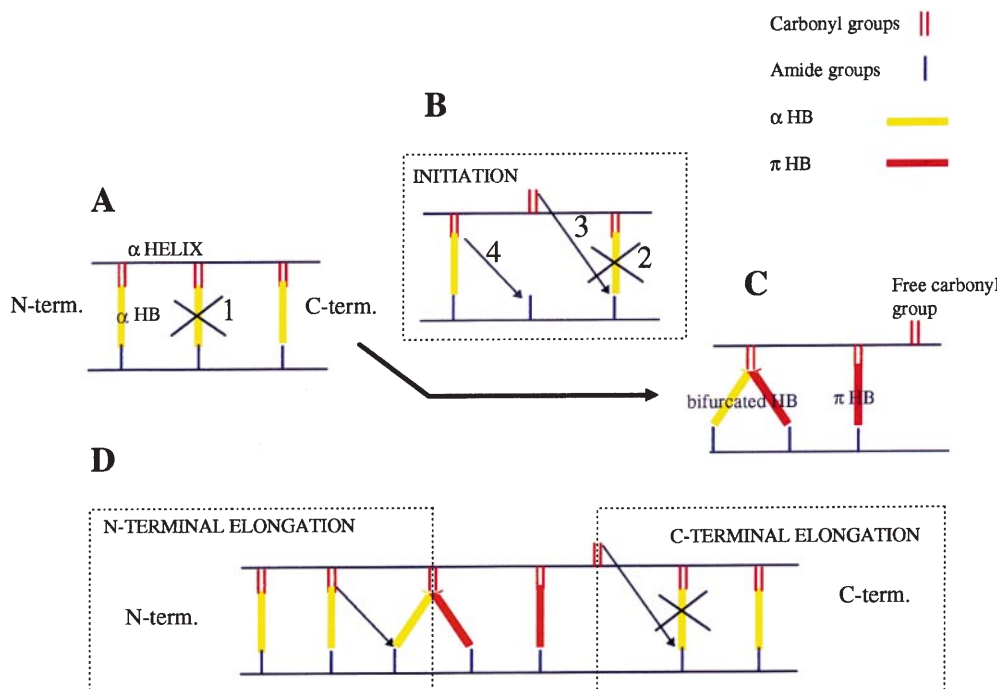 Carbonyl groups
Amide groups
α HB
π HB
B
INITIATION
3
4
2
A
α HELIX
N-term.
α HB
1
C-term.
C
Free carbonyl
group
bifurcated HB
π HB
D
N-TERMINAL ELONGATION
C-TERMINAL ELONGATION
N-term.
C-term.